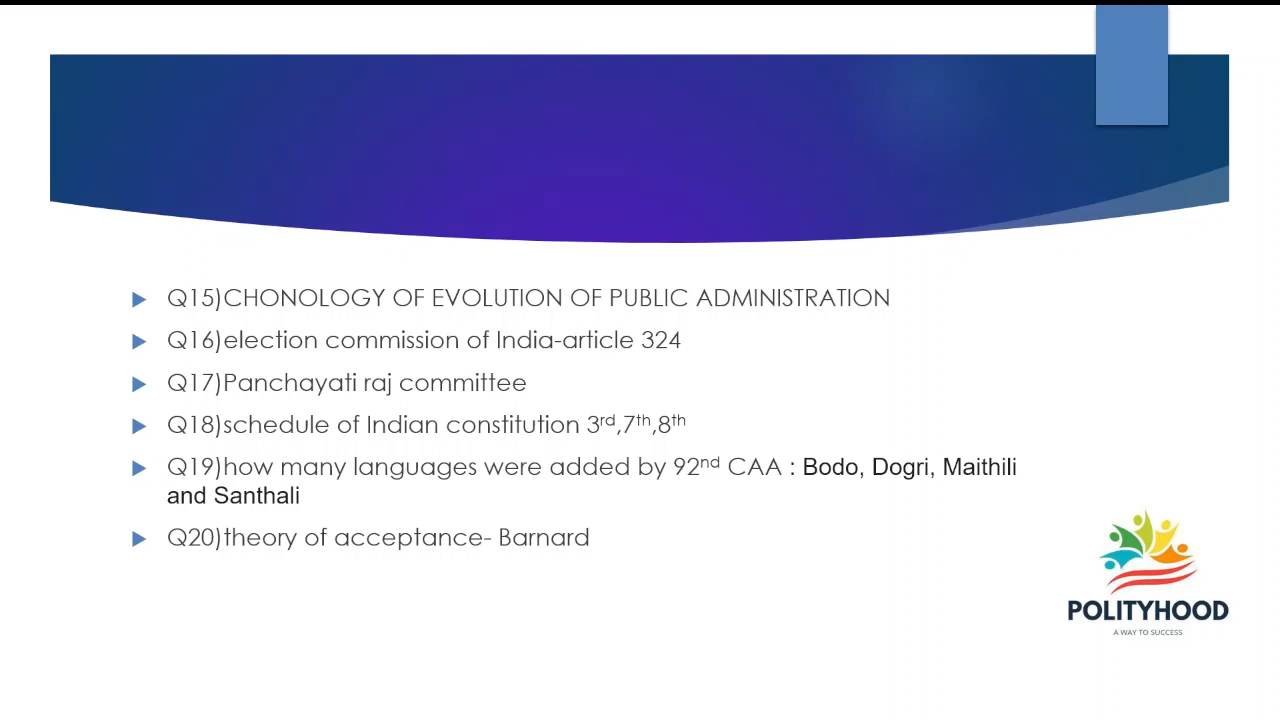 Q15)CHONOLOGY OF EVOLUTION OF PUBLIC ADMINISTRATION
Q16)election commission of India-article 324
Q17)Panchayati raj committee
Q18)schedule of Indian constitution 3rd,7th,8th
Q19)how many languages were added by 92nd CAA : Bodo, Dogri, Maithili
and Santhali
Q20)theory of acceptance- Barnard
POLITYHOOD
A WAY TO SUCCESS